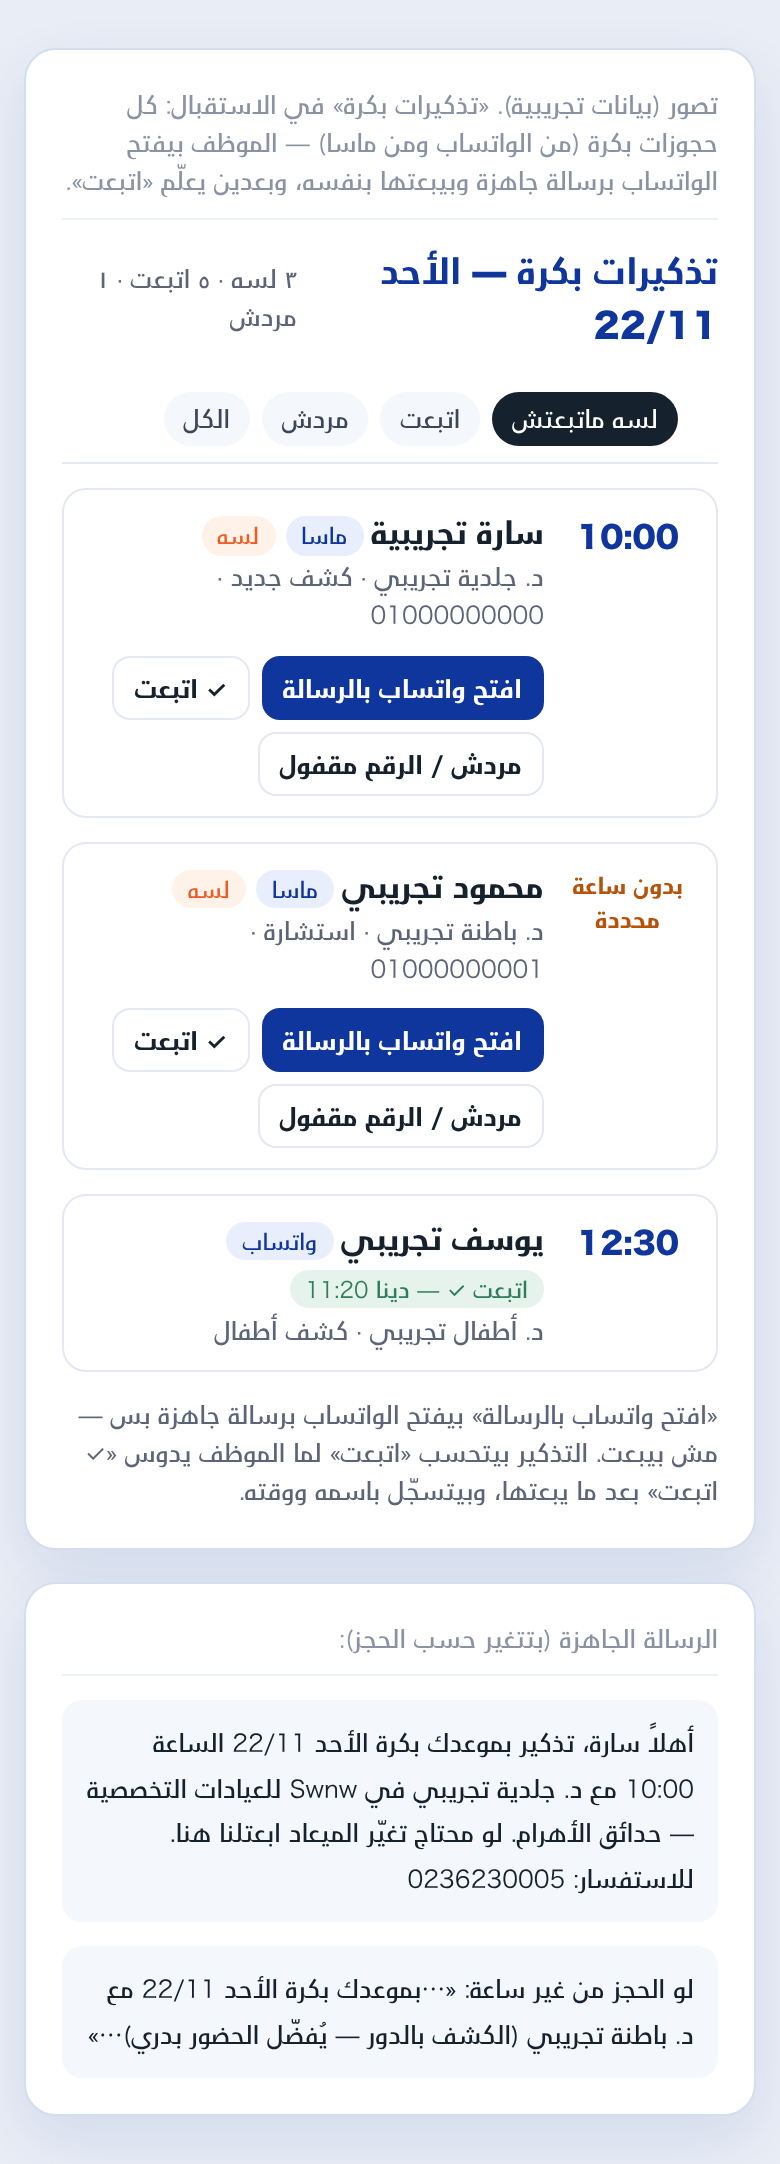 تصور (بيانات تجريبية). «تذكيرات بكرة» في الاستقبال: كل
حجوزات بكرة (من الواتساب ومن ماسا) — الموظف بيفتح
الواتساب برسالة جاهزة وبيبعتها بنفسه، وبعدين يعلّم «اتبعت».
تذكيرات بكرة — الأحد
22/11
٣ لسه · ٥ اتبعت · ١
مردش
لسه ماتبعتش
اتبعت
مردش
الكل
10:00
سارة تجريبية ماسا لسه
د. جلدية تجريبي · كشف جديد ·
01000000000
افتح واتساب بالرسالة
✓ اتبعت
مردش / الرقم مقفول
بدون ساعة
محددة
محمود تجريبي ماسا لسه
د. باطنة تجريبي · استشارة ·
01000000001
افتح واتساب بالرسالة
✓ اتبعت
مردش / الرقم مقفول
12:30
يوسف تجريبي واتساب
اتبعت ✓ — دينا 11:20
د. أطفال تجريبي · كشف أطفال
«افتح واتساب بالرسالة» بيفتح الواتساب برسالة جاهزة بس —
مش بيبعت. التذكير بيتحسب «اتبعت» لما الموظف يدوس «✓
اتبعت» بعد ما يبعتها، وبيتسجّل باسمه ووقته.
الرسالة الجاهزة (بتتغير حسب الحجز):
أهلاً سارة، تذكير بموعدك بكرة الأحد 22/11 الساعة
10:00 مع د. جلدية تجريبي في Swnw للعيادات التخصصية
— حدائق الأهرام. لو محتاج تغيّر الميعاد ابعتلنا هنا.
للاستفسار: 0236230005
لو الحجز من غير ساعة: «…بموعدك بكرة الأحد 22/11 مع
د. باطنة تجريبي (الكشف بالدور — يُفضّل الحضور بدري)…»